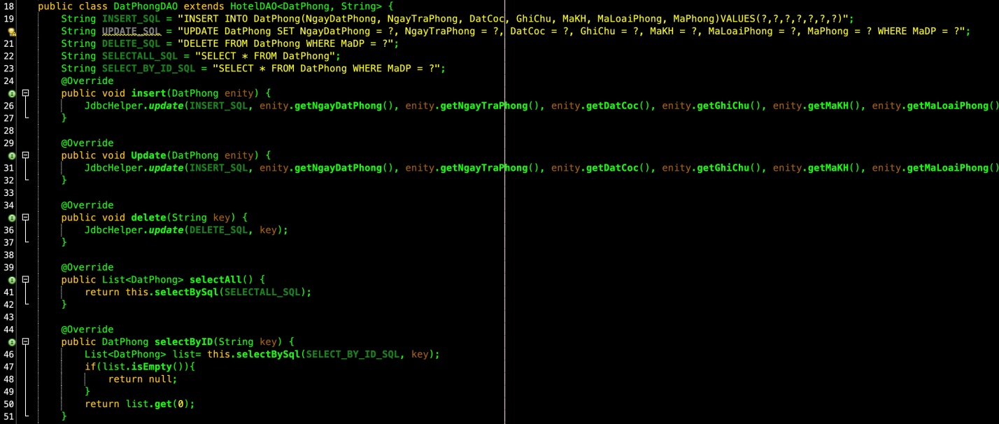 18 public class DatPhongDAO extends HotelDAO<DatPhong, String> {
19 String INSERT_SQL = "INSERT INTO DatPhong(NgayDatPhong, NgayTraPhong, DatCoc, GhiChu, MaKH, MaLoaiPhong, MaPhong)VALUES(?,?,?,?,?,?,?)";
String UPDATE_SQL = "UPDATE DatPhong SET NgayDatPhong = ?, NgayTraPhong = ?, DatCoc = ?, GhiChu = ?, MaKH = ?, MaLoaiPhong = ?, MaPhong = ? WHERE MaDP = ?";
21 String DELETE_SQL = "DELETE FROM DatPhong WHERE MaDP = ?";
22 String SELECTALL_SQL = "SELECT * FROM DatPhong";
23 String SELECT_BY_ID_SQL = "SELECT * FROM DatPhong WHERE MaDP = ?";
24 @Override
public void insert(DatPhong enity) {
26 JdbcHelper.update(INSERT_SQL, enity.getNgayDatPhong(), enity.getNgayTraPhong(), enity.getDatCoc(), enity.getGhiChu(), enity.getMaKH(), enity.getMaLoaiPhong()
27 }
28
29 @Override
public void Update(DatPhong enity) {
31 JdbcHelper.update(INSERT_SQL, enity.getNgayDatPhong(), enity.getNgayTraPhong(), enity.getDatCoc(), enity.getGhiChu(), enity.getMaKH(), enity.getMaLoaiPhong()
32 }
33
34 @Override
public void delete(String key) {
36 JdbcHelper.update(DELETE_SQL, key);
37 }
38
39 @Override
public List<DatPhong> selectAll() {
41 return this.selectBySql(SELECTALL_SQL);
42 }
43
44 @Override
public DatPhong selectByID(String key) {
46 List<DatPhong> list= this.selectBySql(SELECT_BY_ID_SQL, key);
47 if(list.isEmpty()){
48 return null;
49 }
50 return list.get(0);
51 }